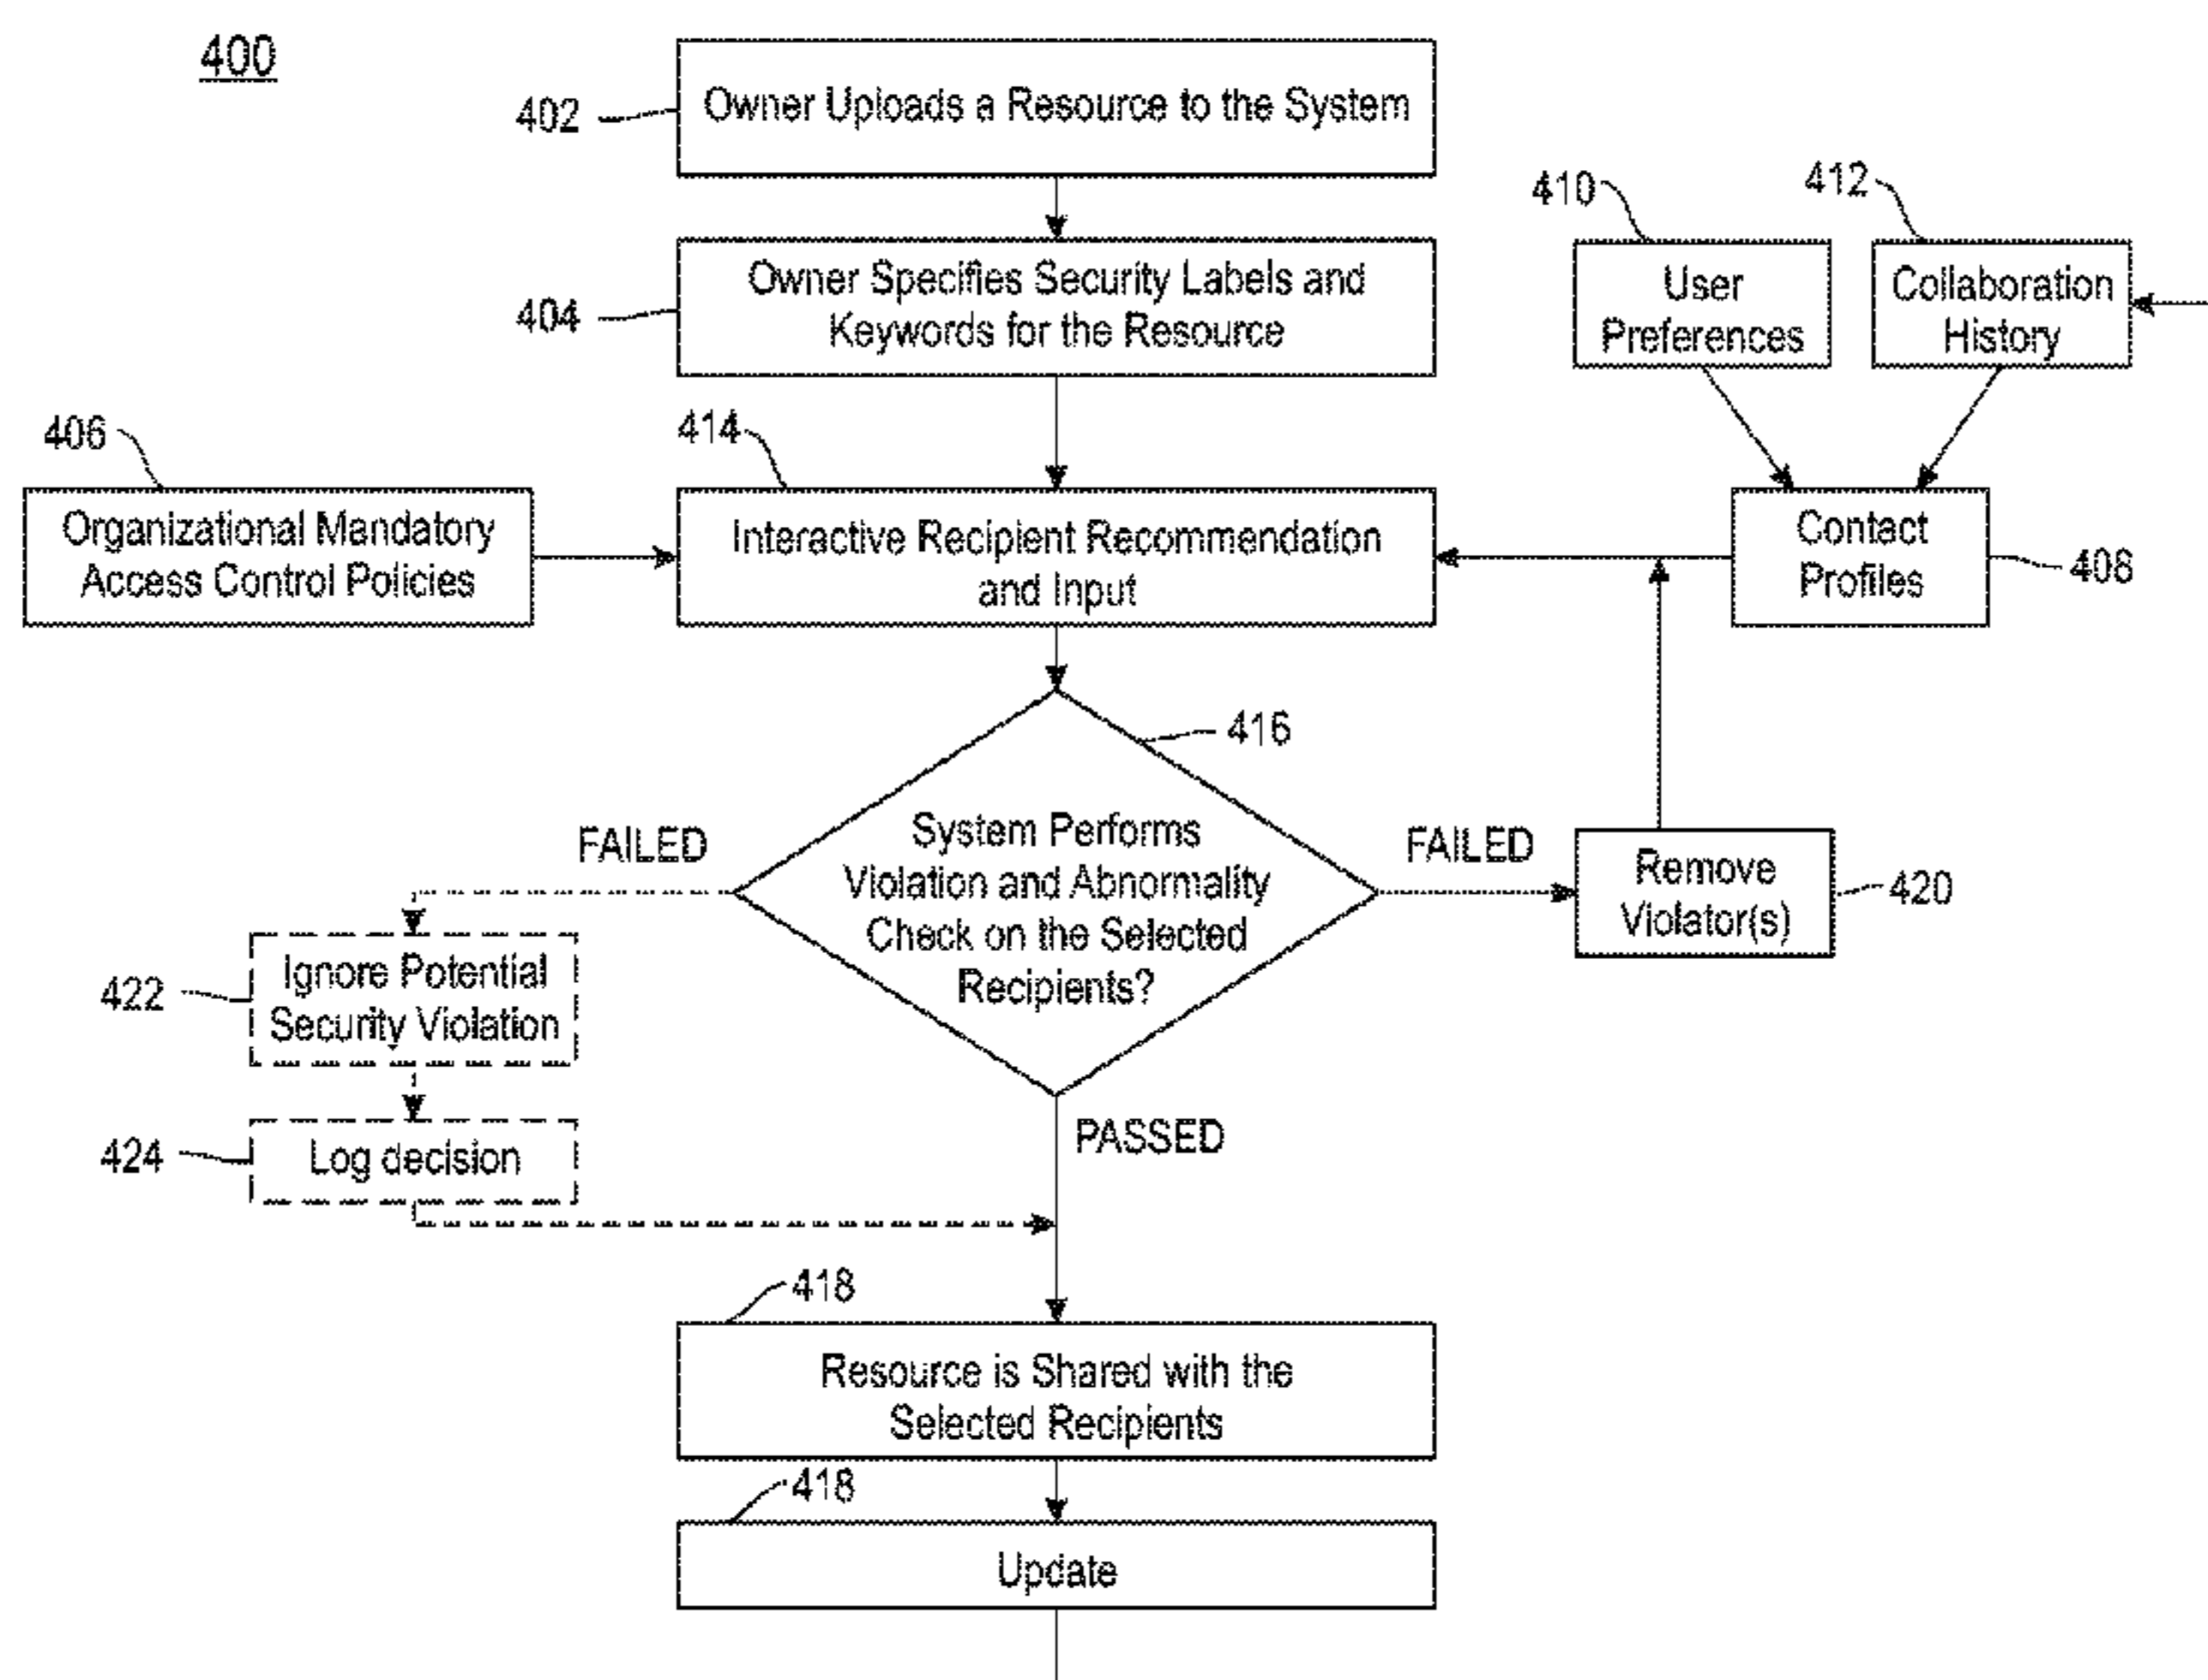 400
402
Owner Uploads a Resource to the System
404
Owner Specifies Security Labels and
Keywords for the Resource
410
412
User
Preferences
Collaboration
History
406
414
Organizational Mandatory
Access Control Policies
Interactive Recipient Recommendation
and Input
Contact
Profiles
408
416
FAILED
System Performs
Violation and Abnormality
Check on the Selected
Recipients?
FAILED
Remove
Violator(s)
420
422
Ignore Potential
Security Violation
424
Log decision
PASSED
418
Resource is Shared with the
Selected Recipients
418
Update